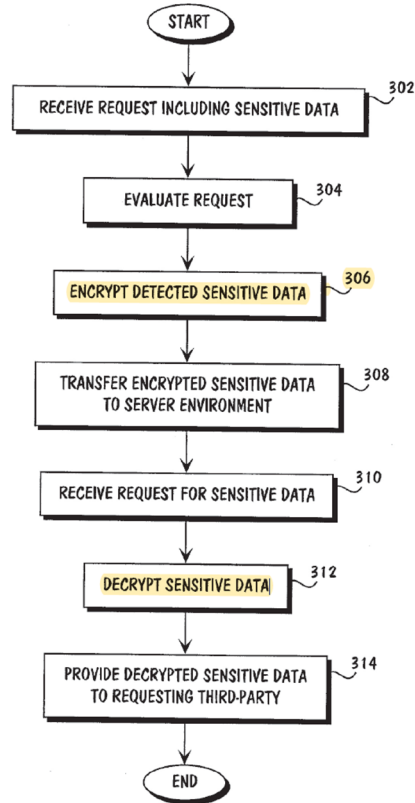 START
302
RECEIVE REQUEST INCLUDING SENSITIVE DATA
304
EVALUATE REQUEST
306
ENCRYPT DETECTED SENSITIVE DATA
308
TRANSFER ENCRYPTED SENSITIVE DATA
TO SERVER ENVIRONMENT
310
RECEIVE REQUEST FOR SENSITIVE DATA
312
DECRYPT SENSITIVE DATA
314
PROVIDE DECRYPTED SENSITIVE DATA
TO REQUESTING THIRD-PARTY
END